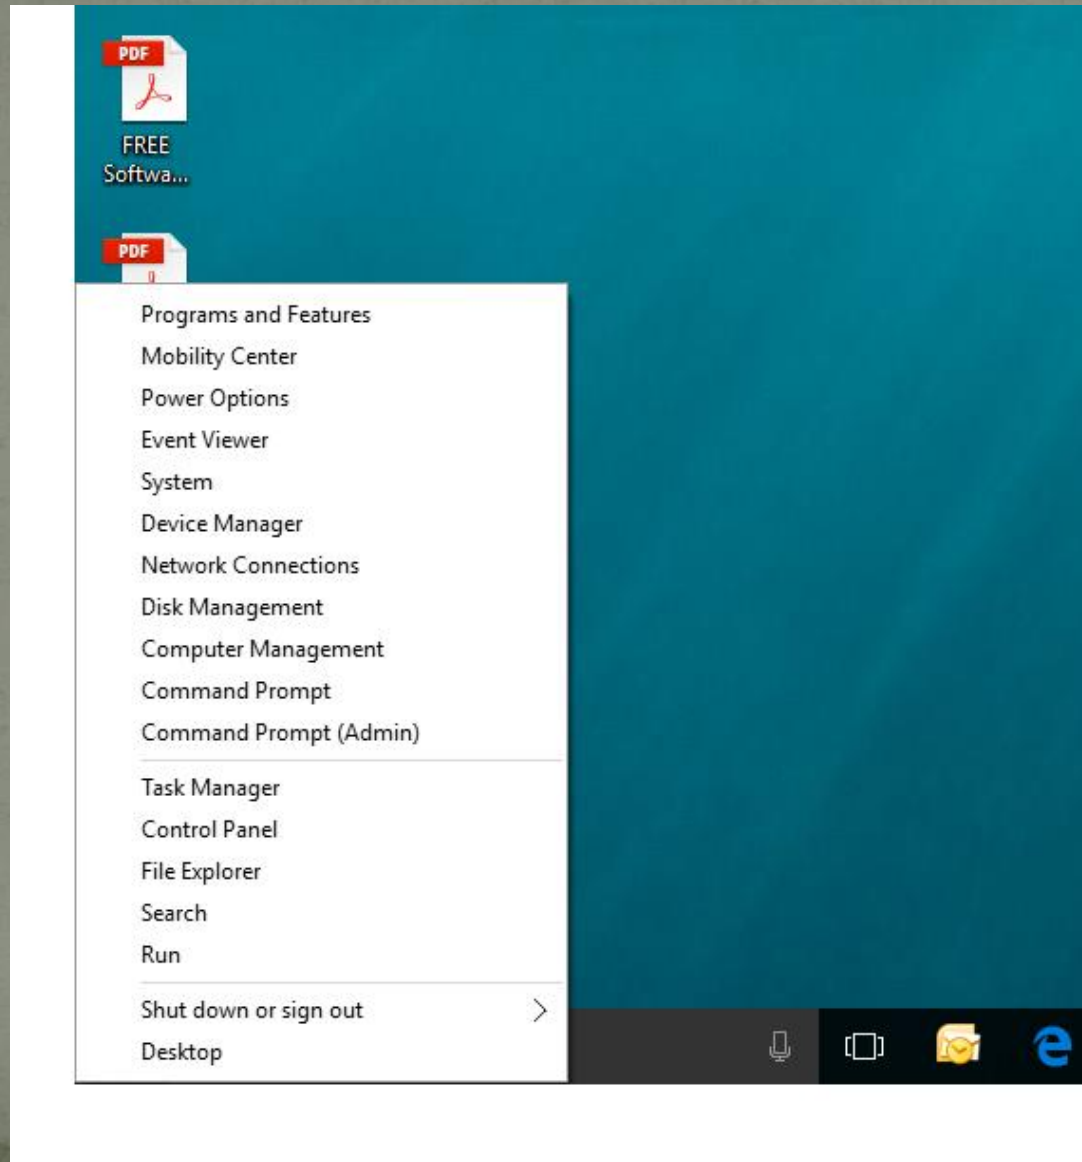 PDF
FREE
Softwa...
PDF
Programs and Features
Mobility Center
Power Options
Event Viewer
System
Device Manager
Network Connections
Disk Management
Computer Management
Command Prompt
Command Prompt (Admin)
Task Manager
Control Panel
File Explorer
Search
Run
Shut down or sign out
Desktop